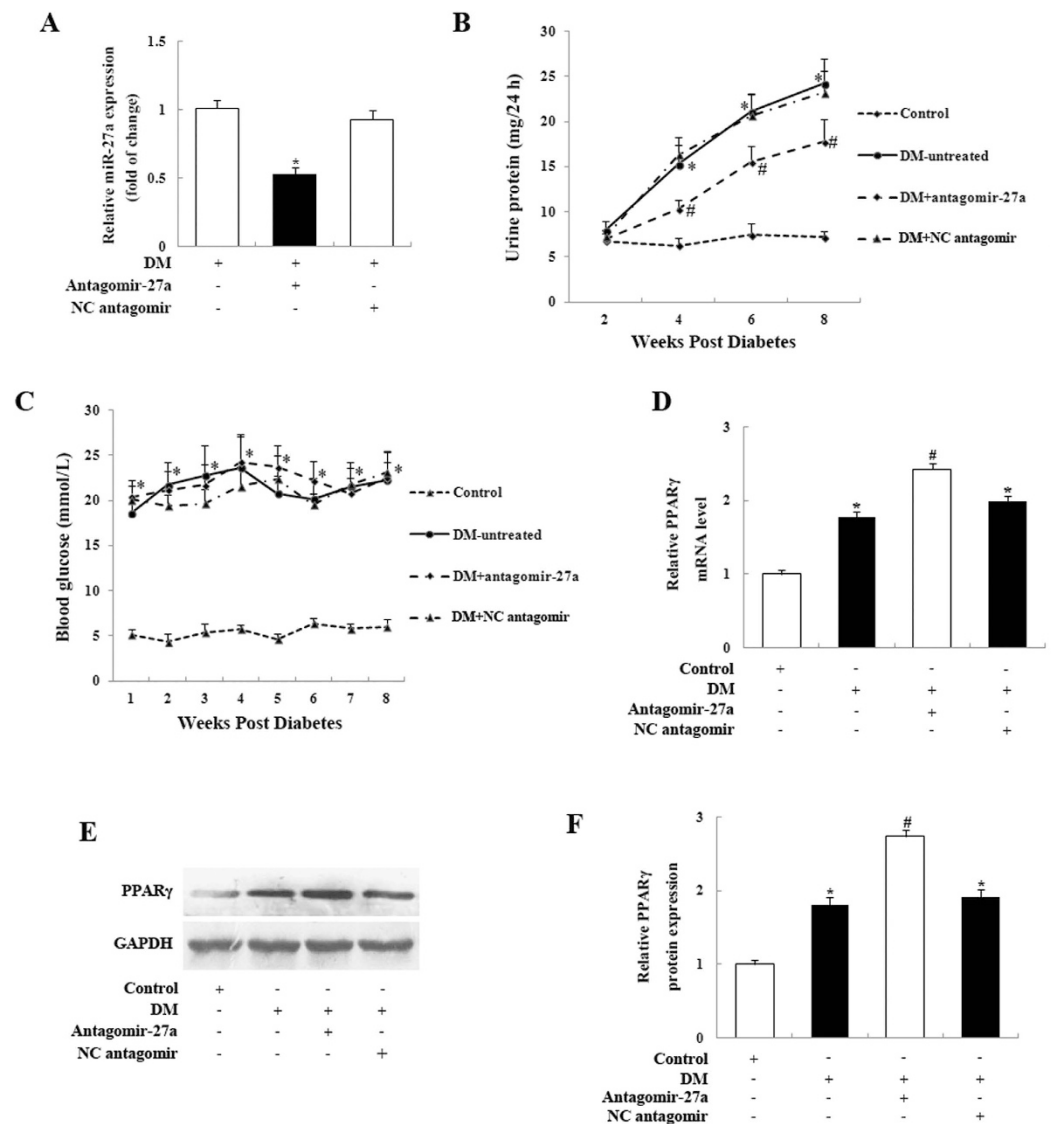 A
1.5
1
0.5
0
Relative miR-27a expression
(fold of change)
*
DM + + +
Antagomir-27a - + -
NC antagomir - - +
B
30
25
20
15
10
5
0
Urine protein (mg/24 h)
* * *
# # #
2 4 6 8
Weeks Post Diabetes
Control
DM-untreated
DM+antagomir-27a
DM+NC antagomir
C
30
25
20
15
10
5
0
Blood glucose (mmol/L)
* * * * * * * *
1 2 3 4 5 6 7 8
Weeks Post Diabetes
Control
DM-untreated
DM+antagomir-27a
DM+NC antagomir
D
3
2
1
0
Relative PPARγ
mRNA level
* # *
Control + - - -
DM - + + +
Antagomir-27a - - + -
NC antagomir - - - +
E
PPARγ
GAPDH
Control + - - -
DM - + + +
Antagomir-27a - - + -
NC antagomir - - - +
F
3
2
1
0
Relative PPARγ
protein expression
* # *
Control + - - -
DM - + + +
Antagomir-27a - - + -
NC antagomir - - - +